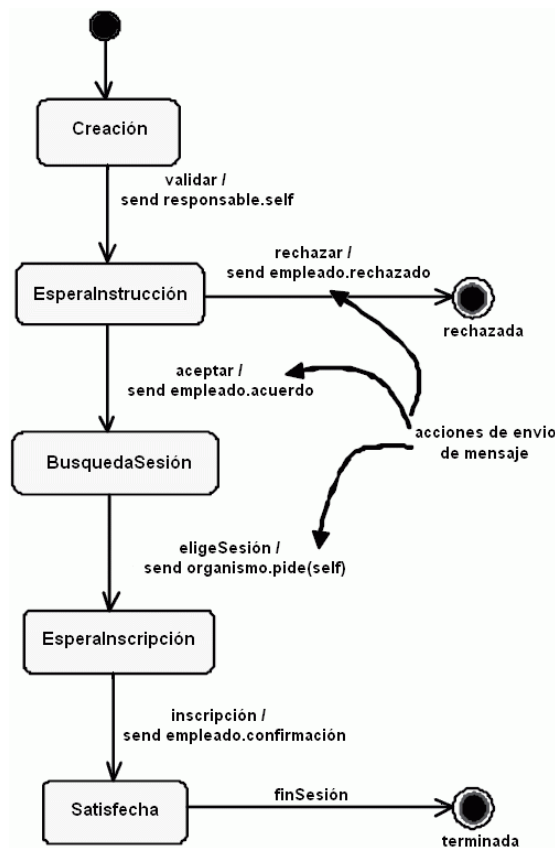 Creación
validar /
send responsable.self
rechazar /
send empleado.rechazado
EsperaInstrucción
rechazada
aceptar /
send empleado.acuerdo
acciones de envio
de mensaje
BusquedaSesión
eligeSesión /
send organismo.pide(self)
EsperaInscripción
inscripción /
send empleado.confirmación
Satisfecha
finSesión
terminada